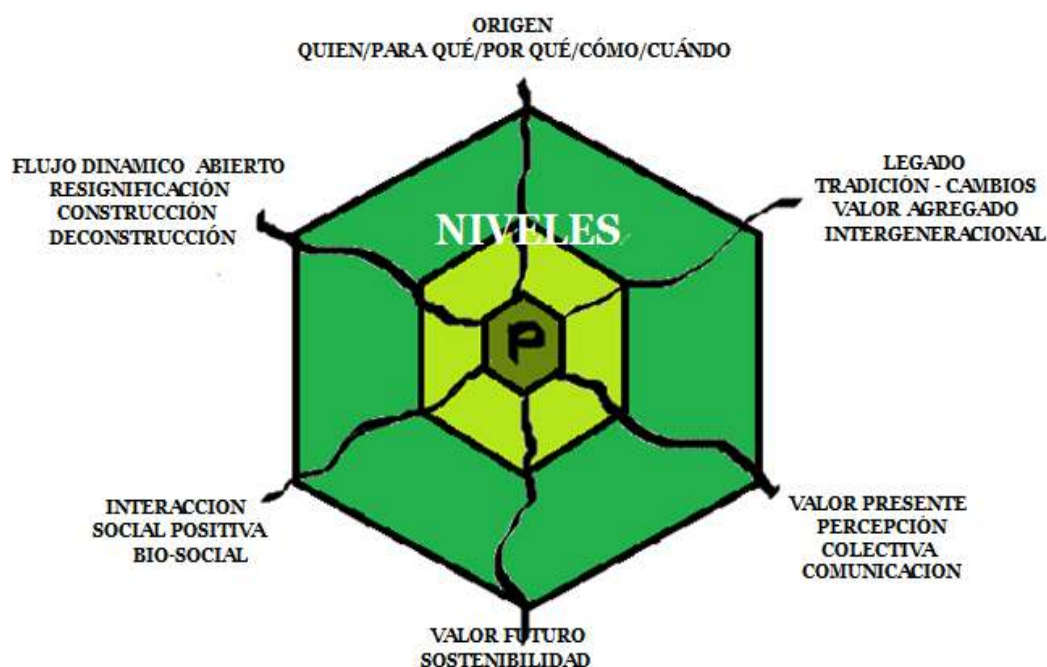 ORIGEN
QUIEN/PARA QUÉ/POR QUÉ/CÓMO/CUÁNDO
FLUJO DINAMICO ABIERTO
RESIGNIFICACIÓN
CONSTRUCCIÓN
DECONSTRUCCIÓN
LEGADO
TRADICIÓN - CAMBIOS
VALOR AGREGADO
INTERGENERACIONAL
NIVELES
P
INTERACCION
SOCIAL POSITIVA
BIO-SOCIAL
VALOR PRESENTE
PERCEPCIÓN
COLECTIVA
COMUNICACION
VALOR FUTURO
SOSTENIBILIDAD